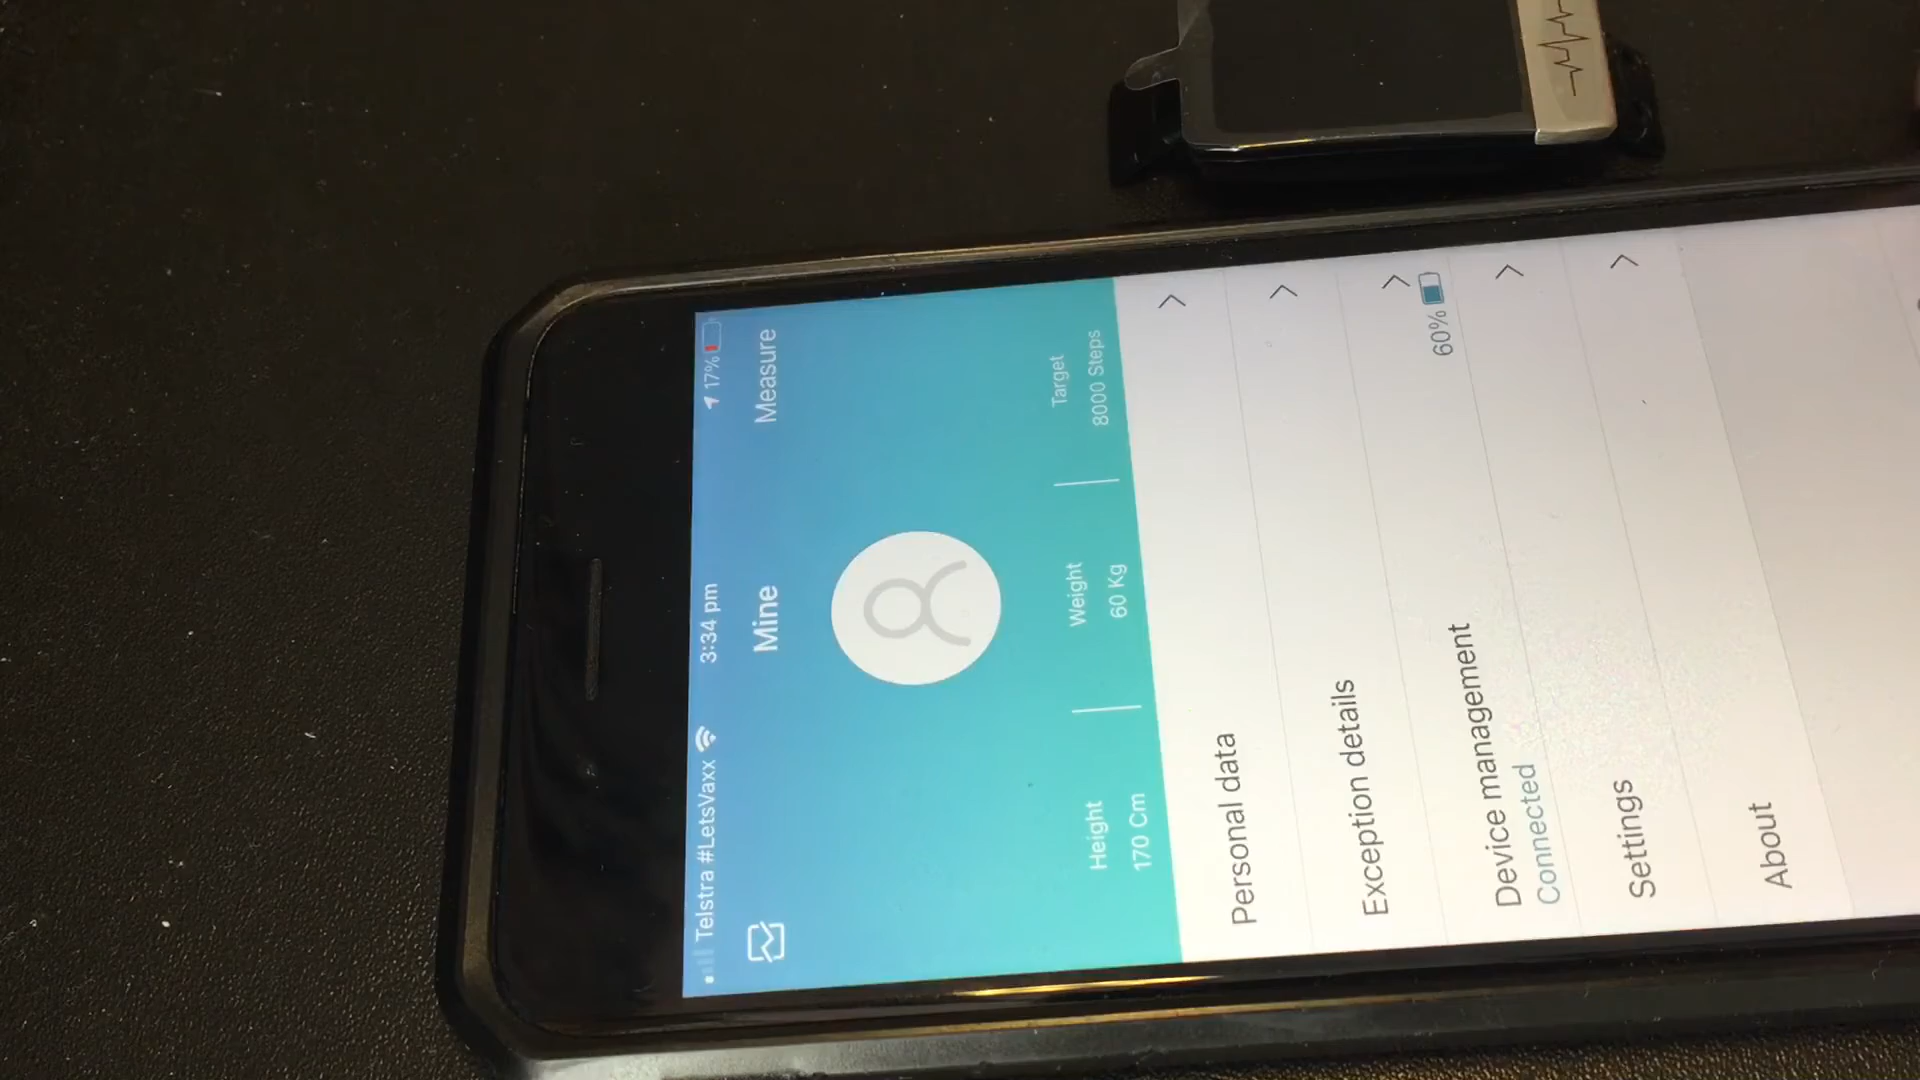 Telstra #LetsVaxx 3:34 pm 17%
Mine Measure
Height Weight Target
170 Cm 60 Kg 8000 Steps
Personal data
Exception details
Device management 60%
Connected
Settings
About